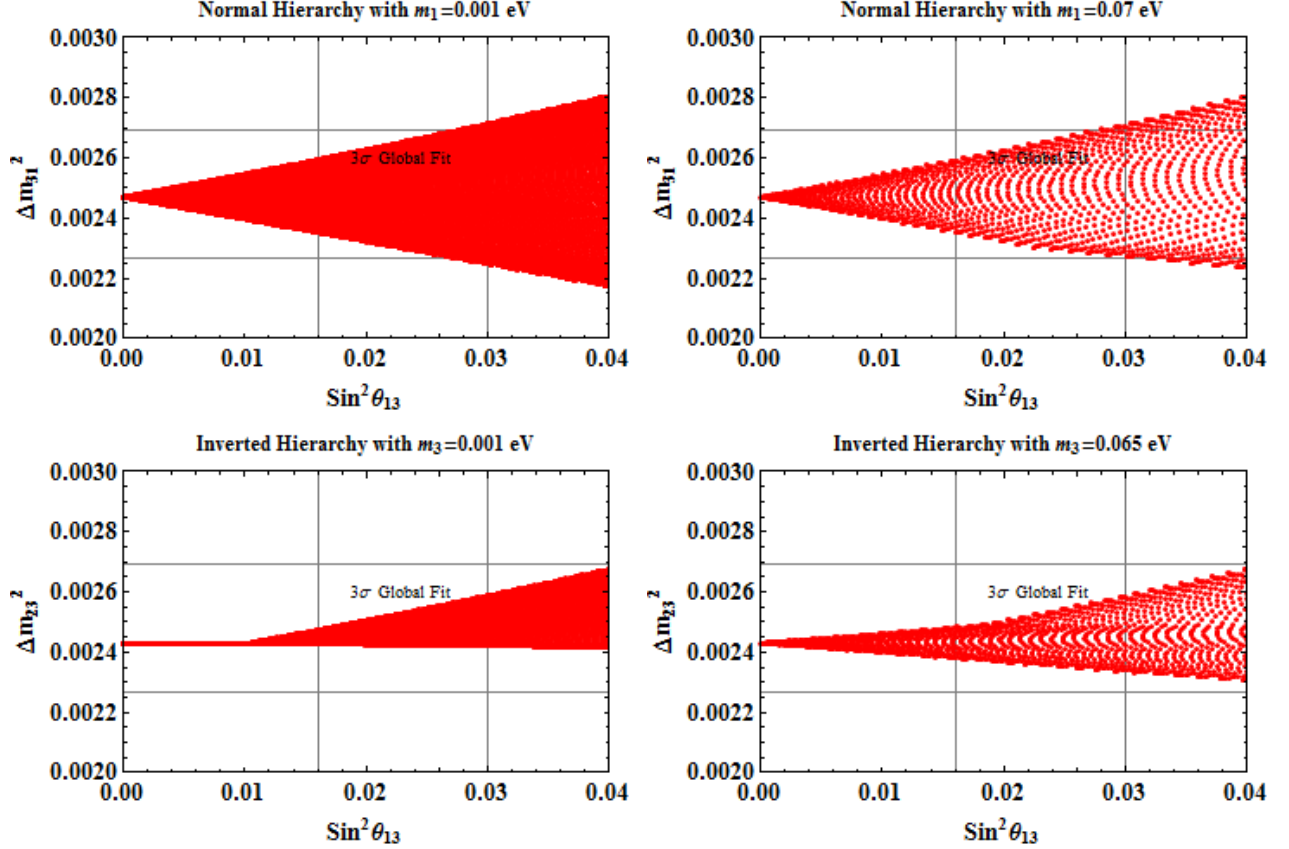 Normal Hierarchy with m₁=0.001 eV
0.0030
0.0028
0.0026
0.0024
0.0022
0.0020
Δm₃₁²
3σ Global Fit
0.00 0.01 0.02 0.03 0.04
Sin²θ₁₃
Normal Hierarchy with m₁=0.07 eV
0.0030
0.0028
0.0026
0.0024
0.0022
0.0020
Δm₃₁²
3σ Global Fit
0.00 0.01 0.02 0.03 0.04
Sin²θ₁₃
Inverted Hierarchy with m₃=0.001 eV
0.0030
0.0028
0.0026
0.0024
0.0022
0.0020
Δm₂₃²
3σ Global Fit
0.00 0.01 0.02 0.03 0.04
Sin²θ₁₃
Inverted Hierarchy with m₃=0.065 eV
0.0030
0.0028
0.0026
0.0024
0.0022
0.0020
Δm₂₃²
3σ Global Fit
0.00 0.01 0.02 0.03 0.04
Sin²θ₁₃